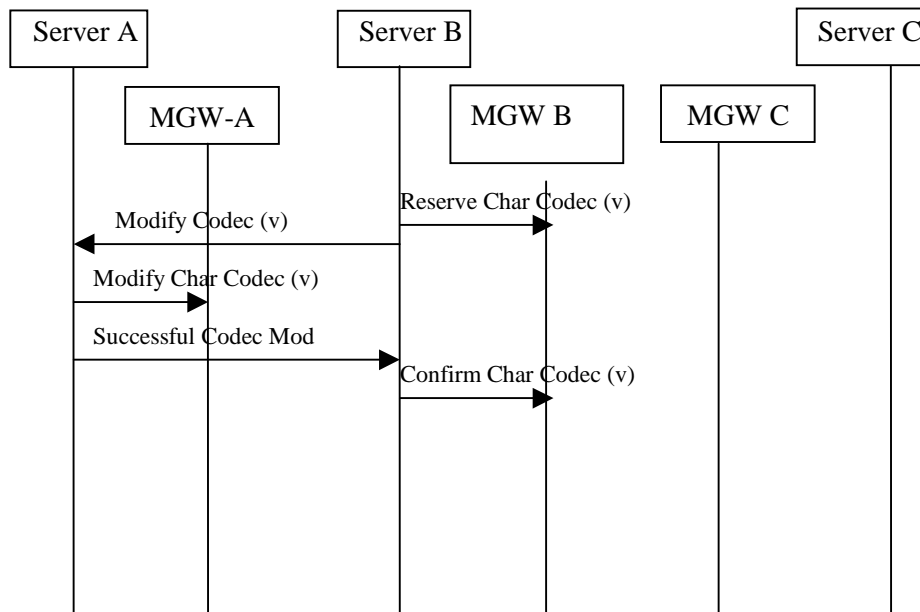 Server A
Server B
Server C
MGW-A
MGW B
MGW C
Reserve Char Codec (v)
Modify Codec (v)
Modify Char Codec (v)
Successful Codec Mod
Confirm Char Codec (v)